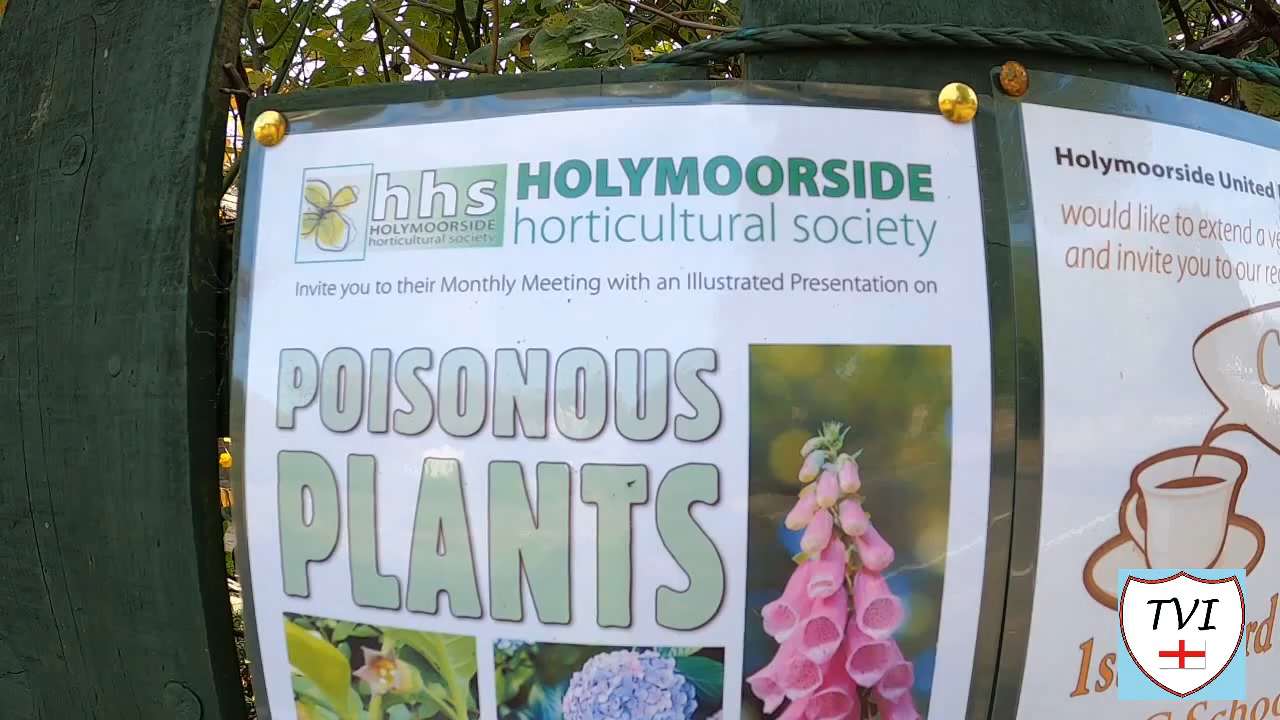 hhs
HOLYMOORSIDE
horticultural society
HOLYMOORSIDE
horticultural society
Invite you to their Monthly Meeting with an Illustrated Presentation on
POISONOUS
PLANTS
Holymoorside United
would like to extend a
and invite you to our
TVI